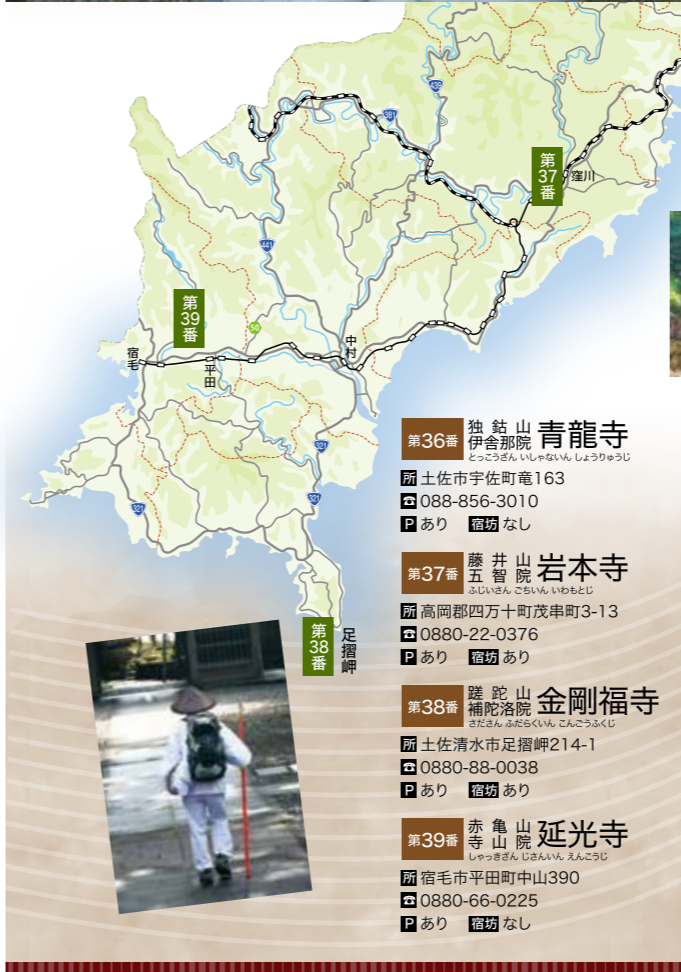 439
381
第37番
窪川
441
第39番
56
宿毛
平田
中村
321
321
321
第38番
足摺岬
第36番
独鈷山
伊舎那院
青龍寺
とっこうざん いしゃないん しょうりゅうじ
所 土佐市宇佐町竜163
☎ 088-856-3010
P あり 宿坊 なし
第37番
藤井山
五智院
岩本寺
ふじいさん ごちいん いわもとじ
所 高岡郡四万十町茂串町3-13
☎ 0880-22-0376
P あり 宿坊 あり
第38番
蹉跎山
補陀洛院
金剛福寺
さださん ふだらくいん こんごうふくじ
所 土佐清水市足摺岬214-1
☎ 0880-88-0038
P あり 宿坊 あり
第39番
赤亀山
寺山院
延光寺
しゃっきざん じさんいん えんこうじ
所 宿毛市平田町中山390
☎ 0880-66-0225
P あり 宿坊 なし